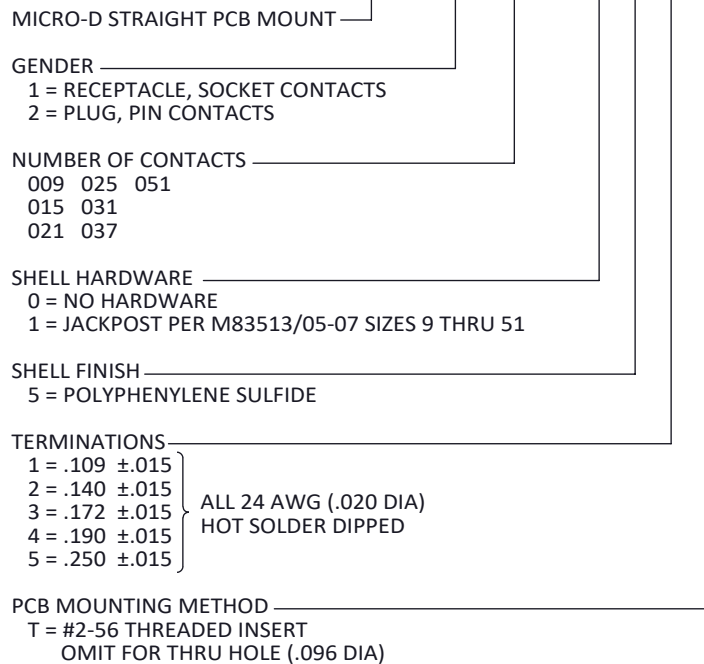 MICRO-D STRAIGHT PCB MOUNT
GENDER
1 = RECEPTACLE, SOCKET CONTACTS
2 = PLUG, PIN CONTACTS
NUMBER OF CONTACTS
009 025 051
015 031
021 037
SHELL HARDWARE
0 = NO HARDWARE
1 = JACKPOST PER M83513/05-07 SIZES 9 THRU 51
SHELL FINISH
5 = POLYPHENYLENE SULFIDE
TERMINATIONS
1 = .109 ±.015
2 = .140 ±.015
3 = .172 ±.015
4 = .190 ±.015
5 = .250 ±.015
ALL 24 AWG (.020 DIA)
HOT SOLDER DIPPED
PCB MOUNTING METHOD
T = #2-56 THREADED INSERT
OMIT FOR THRU HOLE (.096 DIA)